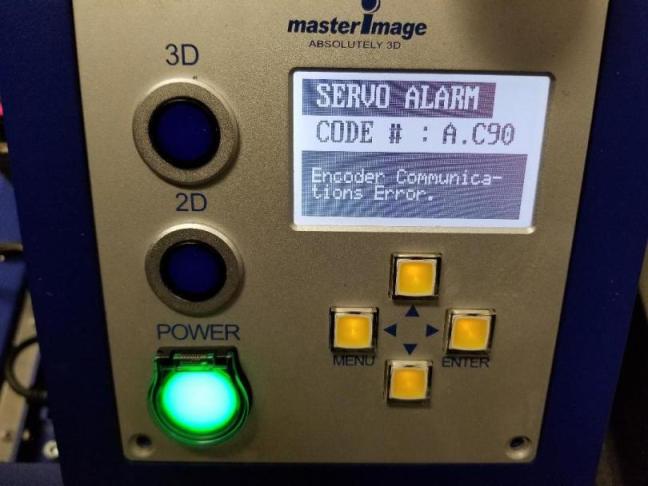 masterImage
ABSOLUTELY 3D
3D
SERVO ALARM
CODE # : A.C90
Encoder Communica-
tions Error.
2D
POWER
MENU
ENTER